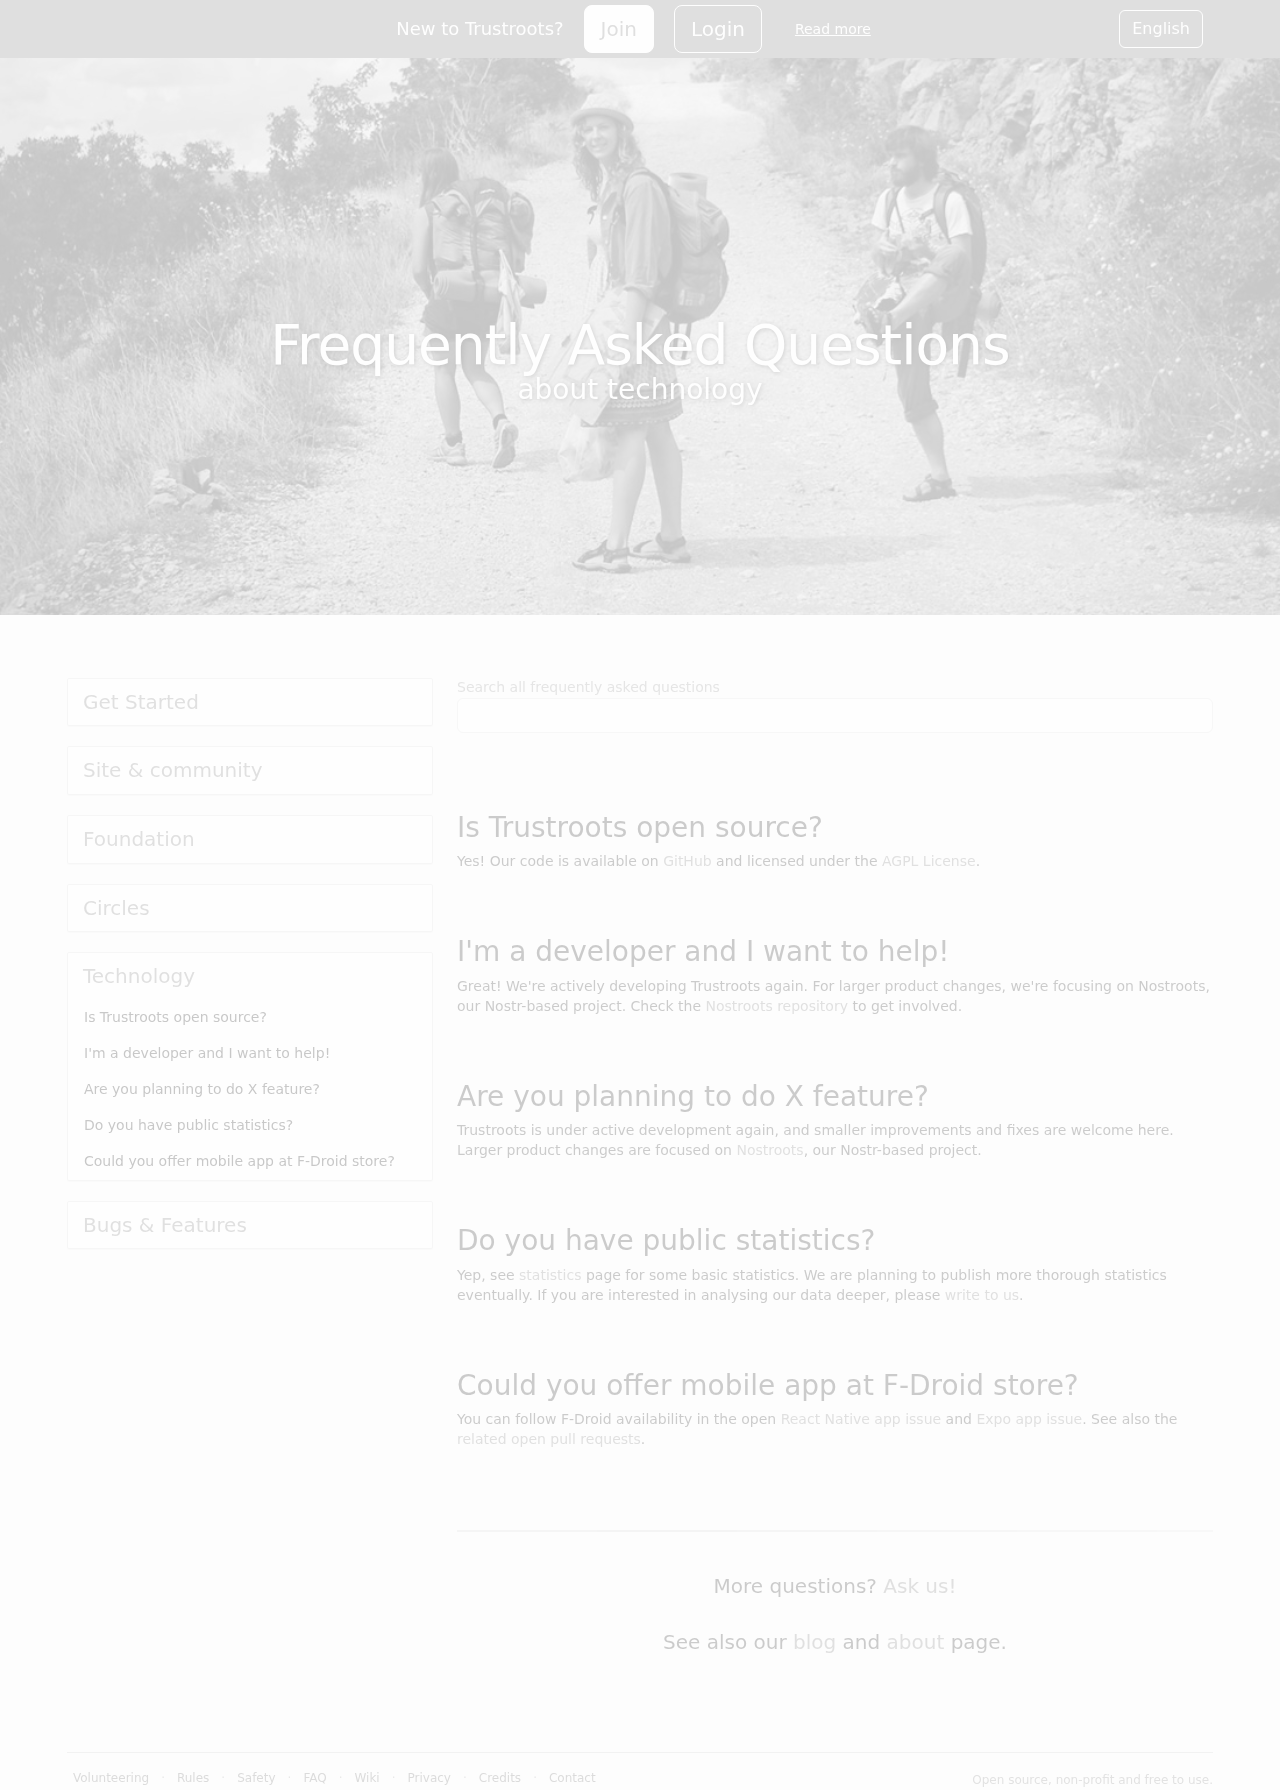 New to Trustroots? Join Login Read more English
Frequently Asked Questions
about technology
Get Started
Site & community
Foundation
Circles
Technology
Is Trustroots open source?
I'm a developer and I want to help!
Are you planning to do X feature?
Do you have public statistics?
Could you offer mobile app at F-Droid store?
Bugs & Features
Search all frequently asked questions
Is Trustroots open source?
Yes! Our code is available on GitHub and licensed under the AGPL License.
I'm a developer and I want to help!
Great! We're actively developing Trustroots again. For larger product changes, we're focusing on Nostroots,
our Nostr-based project. Check the Nostroots repository to get involved.
Are you planning to do X feature?
Trustroots is under active development again, and smaller improvements and fixes are welcome here.
Larger product changes are focused on Nostroots, our Nostr-based project.
Do you have public statistics?
Yep, see statistics page for some basic statistics. We are planning to publish more thorough statistics
eventually. If you are interested in analysing our data deeper, please write to us.
Could you offer mobile app at F-Droid store?
You can follow F-Droid availability in the open React Native app issue and Expo app issue. See also the
related open pull requests.
More questions? Ask us!
See also our blog and about page.
Volunteering · Rules · Safety · FAQ · Wiki · Privacy · Credits · Contact
Open source, non-profit and free to use.